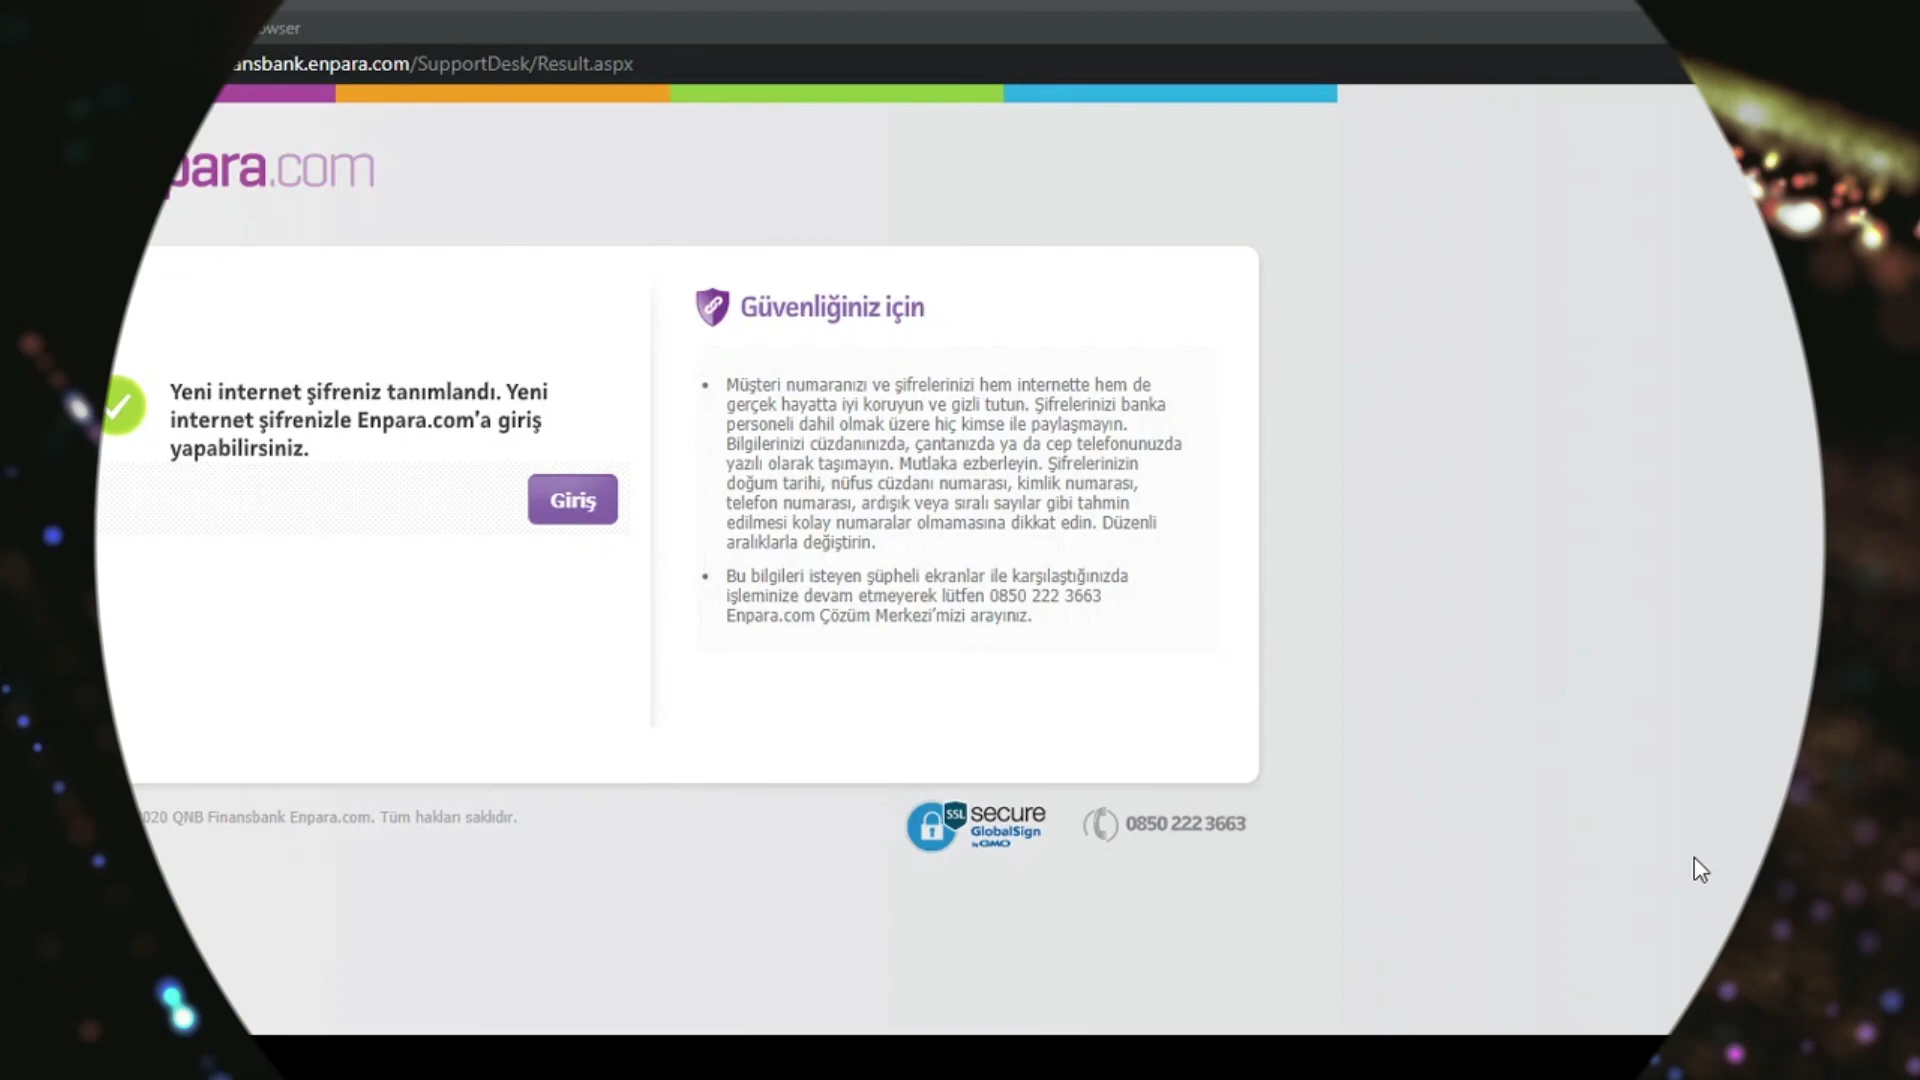 ansbank.enpara.com/SupportDesk/Result.aspx
para.com
Yeni internet şifreniz tanımlandı. Yeni
internet şifrenizle Enpara.com'a giriş
yapabilirsiniz.
Giriş
Güvenliğiniz için
• Müşteri numaranızı ve şifrelerinizi hem internette hem de
gerçek hayatta iyi koruyun ve gizli tutun. Şifrelerinizi banka
personeli dahil olmak üzere hiç kimse ile paylaşmayın.
Bilgilerinizi cüzdanınızda, çantanızda ya da cep telefonunuzda
yazılı olarak taşımayın. Mutlaka ezberleyin. Şifrelerinizin
doğum tarihi, nüfus cüzdanı numarası, kimlik numarası,
telefon numarası, ardışık veya sıralı sayılar gibi tahmin
edilmesi kolay numaralar olmamasına dikkat edin. Düzenli
aralıklarla değiştirin.
• Bu bilgileri isteyen şüpheli ekranlar ile karşılaştığınızda
işleminize devam etmeyerek lütfen 0850 222 3663
Enpara.com Çözüm Merkezi'mizi arayınız.
020 QNB Finansbank Enpara.com. Tüm hakları saklıdır.
SSL secure
GlobalSign
by GMO
0850 222 3663